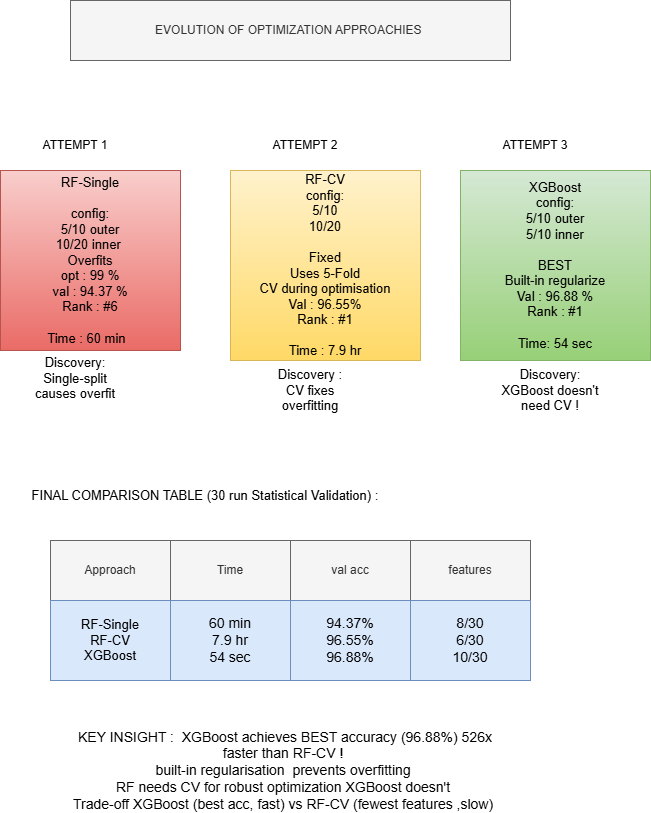 EVOLUTION OF OPTIMIZATION APPROACHIES
ATTEMPT 1
RF-Single
config:
5/10 outer
10/20 inner
Overfits
opt : 99 %
val : 94.37 %
Rank : #6
Time : 60 min
Discovery:
Single-split
causes overfit
ATTEMPT 2
RF-CV
config:
5/10
10/20
Fixed
Uses 5-Fold
CV during optimisation
Val : 96.55%
Rank : #1
Time : 7.9 hr
Discovery :
CV fixes
overfitting
ATTEMPT 3
XGBoost
config:
5/10 outer
5/10 inner
BEST
Built-in regularize
Val : 96.88 %
Rank : #1
Time: 54 sec
Discovery:
XGBoost doesn't
need CV !
FINAL COMPARISON TABLE (30 run Statistical Validation) :
Approach Time val acc features
RF-Single 60 min 94.37% 8/30
RF-CV 7.9 hr 96.55% 6/30
XGBoost 54 sec 96.88% 10/30
KEY INSIGHT : XGBoost achieves BEST accuracy (96.88%) 526x
faster than RF-CV !
built-in regularisation prevents overfitting
RF needs CV for robust optimization XGBoost doesn't
Trade-off XGBoost (best acc, fast) vs RF-CV (fewest features ,slow)